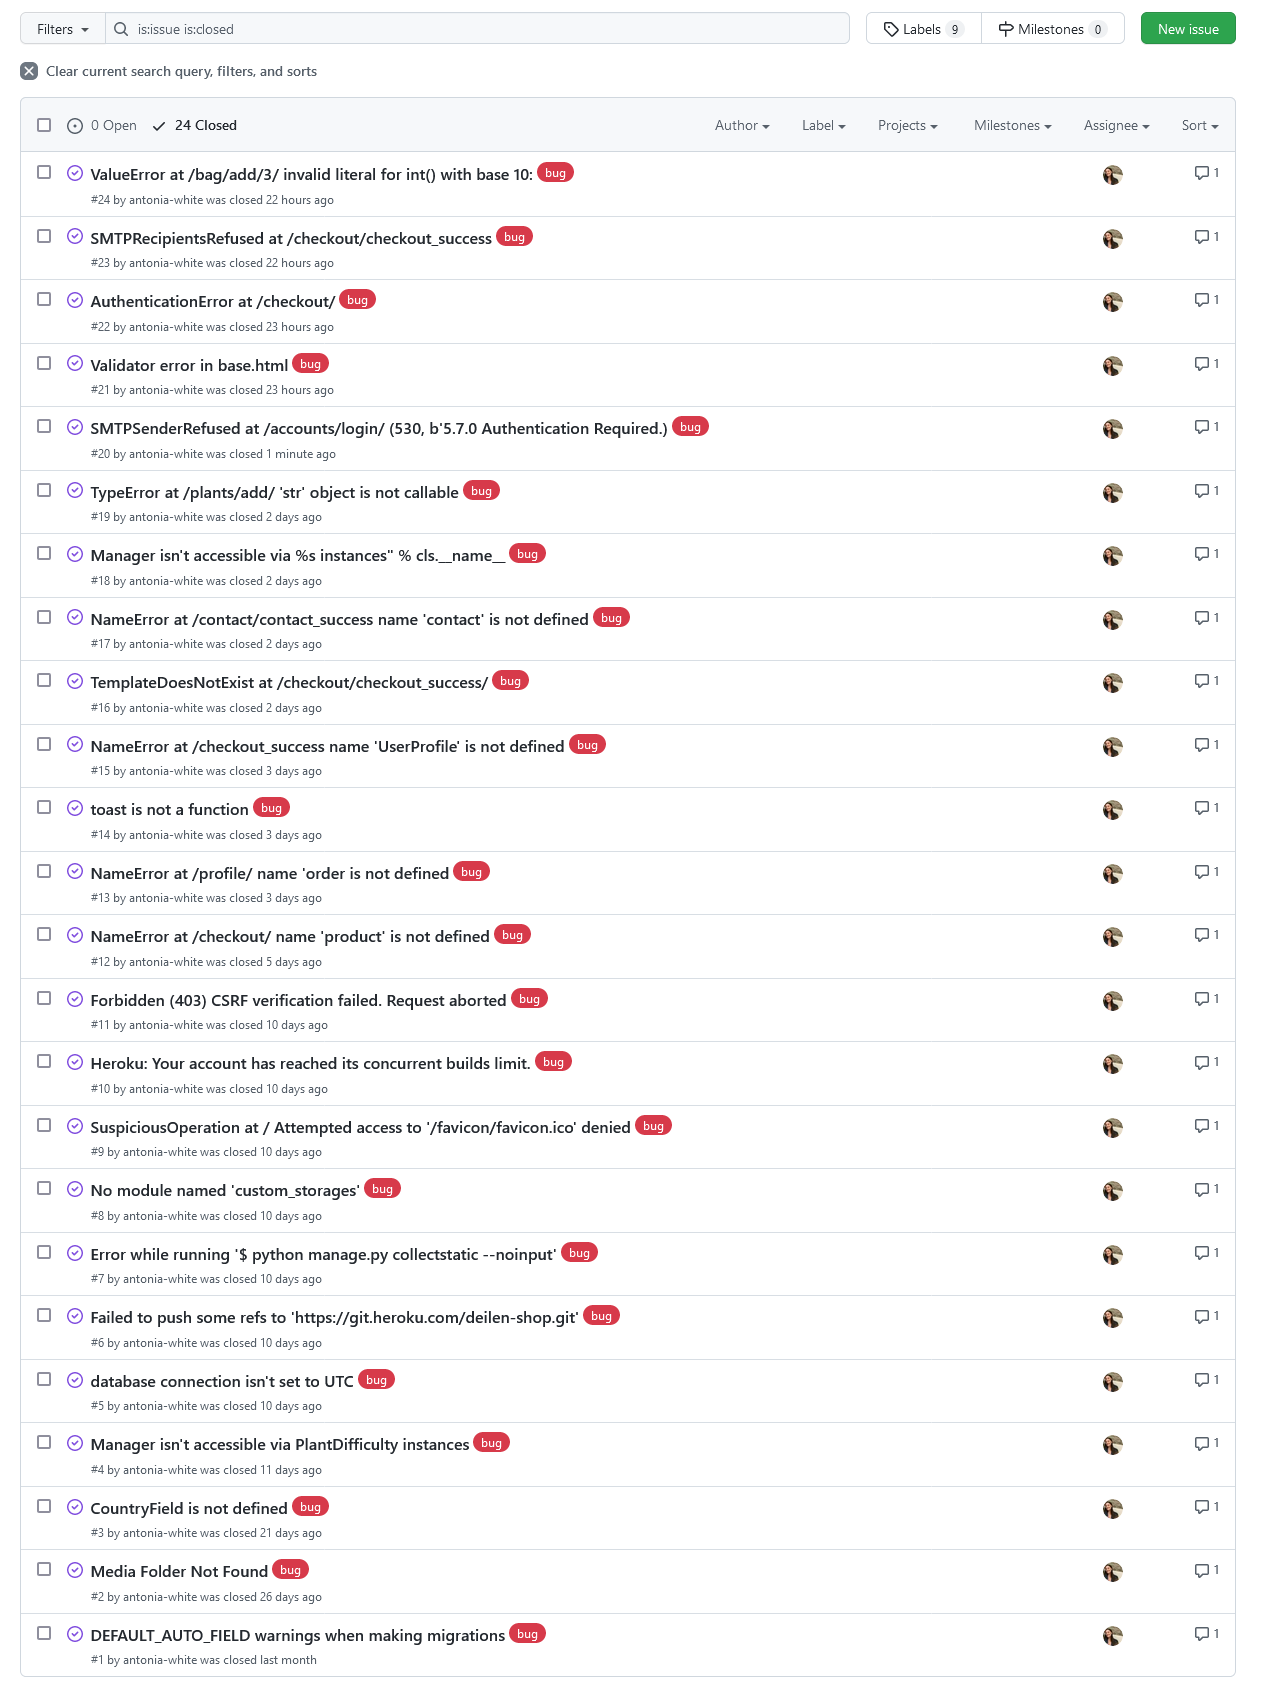 Filters is:issue is:closed Labels 9 Milestones 0 New issue
Clear current search query, filters, and sorts
0 Open 24 Closed Author Label Projects Milestones Assignee Sort
ValueError at /bag/add/3/ invalid literal for int() with base 10: bug 1
#24 by antonia-white was closed 22 hours ago
SMTPRecipientsRefused at /checkout/checkout_success bug 1
#23 by antonia-white was closed 22 hours ago
AuthenticationError at /checkout/ bug 1
#22 by antonia-white was closed 23 hours ago
Validator error in base.html bug 1
#21 by antonia-white was closed 23 hours ago
SMTPSenderRefused at /accounts/login/ (530, b'5.7.0 Authentication Required.) bug 1
#20 by antonia-white was closed 1 minute ago
TypeError at /plants/add/ 'str' object is not callable bug 1
#19 by antonia-white was closed 2 days ago
Manager isn't accessible via %s instances" % cls.__name__ bug 1
#18 by antonia-white was closed 2 days ago
NameError at /contact/contact_success name 'contact' is not defined bug 1
#17 by antonia-white was closed 2 days ago
TemplateDoesNotExist at /checkout/checkout_success/ bug 1
#16 by antonia-white was closed 2 days ago
NameError at /checkout_success name 'UserProfile' is not defined bug 1
#15 by antonia-white was closed 3 days ago
toast is not a function bug 1
#14 by antonia-white was closed 3 days ago
NameError at /profile/ name 'order is not defined bug 1
#13 by antonia-white was closed 3 days ago
NameError at /checkout/ name 'product' is not defined bug 1
#12 by antonia-white was closed 5 days ago
Forbidden (403) CSRF verification failed. Request aborted bug 1
#11 by antonia-white was closed 10 days ago
Heroku: Your account has reached its concurrent builds limit. bug 1
#10 by antonia-white was closed 10 days ago
SuspiciousOperation at / Attempted access to '/favicon/favicon.ico' denied bug 1
#9 by antonia-white was closed 10 days ago
No module named 'custom_storages' bug 1
#8 by antonia-white was closed 10 days ago
Error while running '$ python manage.py collectstatic --noinput' bug 1
#7 by antonia-white was closed 10 days ago
Failed to push some refs to 'https://git.heroku.com/deilen-shop.git' bug 1
#6 by antonia-white was closed 10 days ago
database connection isn't set to UTC bug 1
#5 by antonia-white was closed 10 days ago
Manager isn't accessible via PlantDifficulty instances bug 1
#4 by antonia-white was closed 11 days ago
CountryField is not defined bug 1
#3 by antonia-white was closed 21 days ago
Media Folder Not Found bug 1
#2 by antonia-white was closed 26 days ago
DEFAULT_AUTO_FIELD warnings when making migrations bug 1
#1 by antonia-white was closed last month